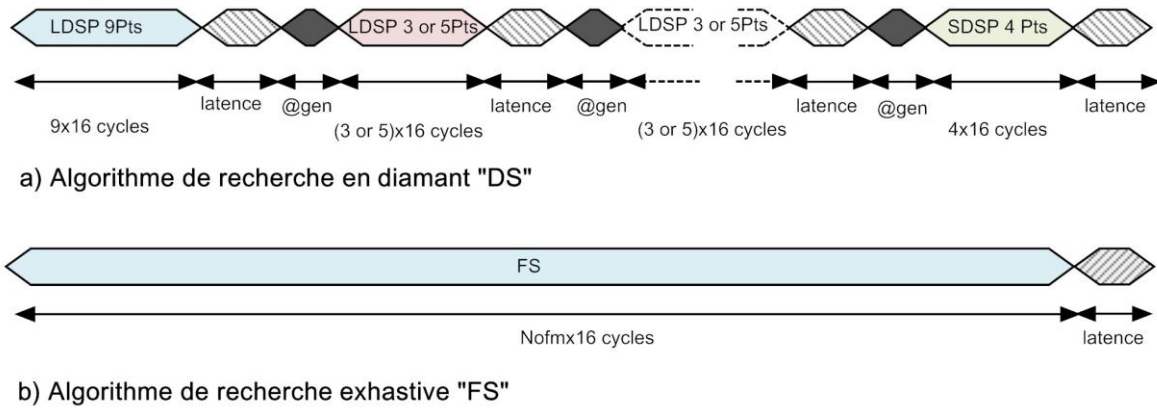 LDSP 9Pts LDSP 3 or 5Pts LDSP 3 or 5Pts SDSP 4 Pts
latence @gen latence @gen latence @gen latence
9x16 cycles (3 or 5)x16 cycles (3 or 5)x16 cycles 4x16 cycles
a) Algorithme de recherche en diamant "DS"
FS
Nofmx16 cycles latence
b) Algorithme de recherche exhastive "FS"